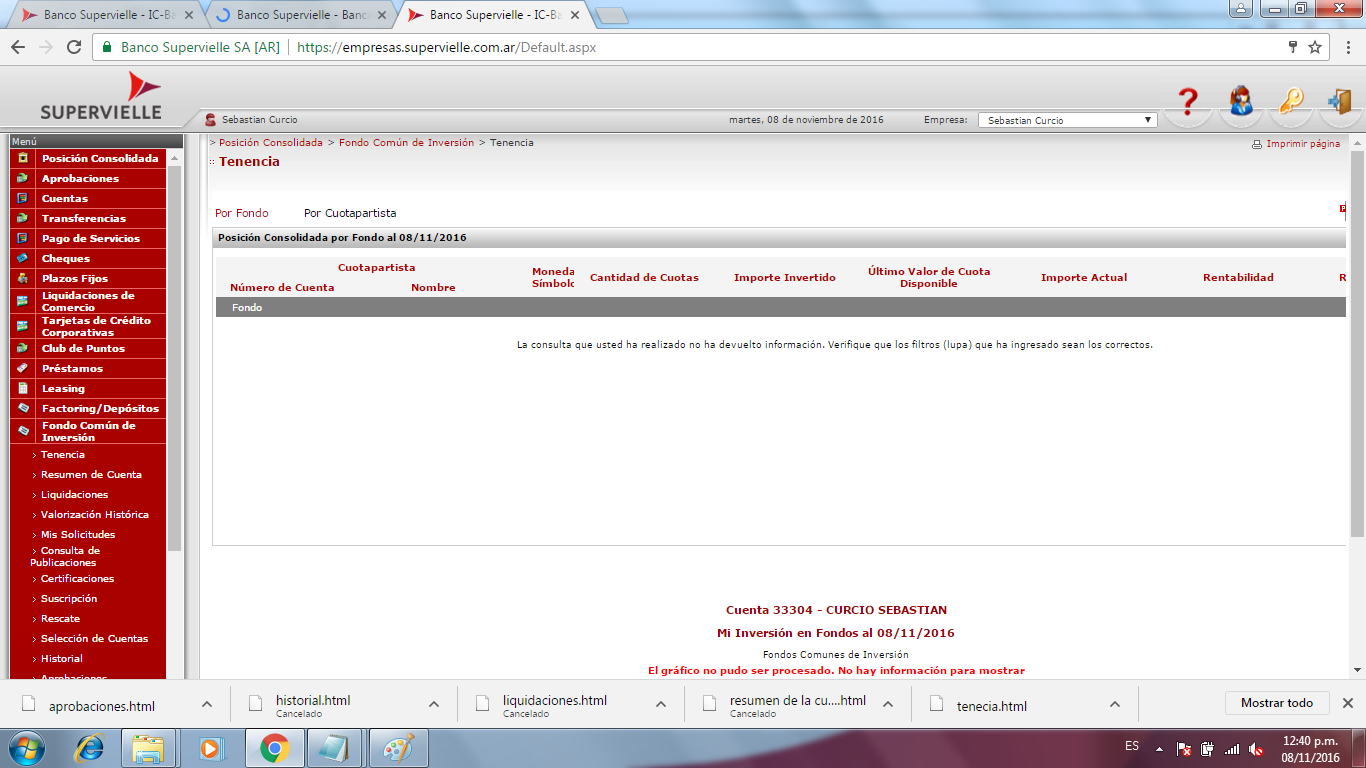 Banco Supervielle - IC-Ba
Banco Supervielle - Banc
Banco Supervielle - IC-Ba
Banco Supervielle SA [AR]
https://empresas.supervielle.com.ar/Default.aspx
SUPERVIELLE
Sebastian Curcio
martes, 08 de noviembre de 2016
Empresa:
Sebastian Curcio
Menú
Posición Consolidada
Aprobaciones
Cuentas
Transferencias
Pago de Servicios
Cheques
Plazos Fijos
Liquidaciones de
Comercio
Tarjetas de Crédito
Corporativas
Club de Puntos
Préstamos
Leasing
Factoring/Depósitos
Fondo Común de
Inversión
> Tenencia
> Resumen de Cuenta
> Liquidaciones
> Valorización Histórica
> Mis Solicitudes
> Consulta de
Publicaciones
> Certificaciones
> Suscripción
> Rescate
> Selección de Cuentas
> Historial
> Aprobaciones
> Posición Consolidada > Fondo Común de Inversión > Tenencia
Imprimir página
:: Tenencia
Por Fondo
Por Cuotapartista
Posición Consolidada por Fondo al 08/11/2016
Cuotapartista
Número de Cuenta
Nombre
Moneda
Símbolo
Cantidad de Cuotas
Importe Invertido
Último Valor de Cuota
Disponible
Importe Actual
Rentabilidad
R
Fondo
La consulta que usted ha realizado no ha devuelto información. Verifique que los filtros (lupa) que ha ingresado sean los correctos.
Cuenta 33304 - CURCIO SEBASTIAN
Mi Inversión en Fondos al 08/11/2016
Fondos Comunes de Inversión
El gráfico no pudo ser procesado. No hay información para mostrar
aprobaciones.html
historial.html
Cancelado
liquidaciones.html
Cancelado
resumen de la cu....html
Cancelado
tenecia.html
Mostrar todo
ES
12:40 p.m.
08/11/2016